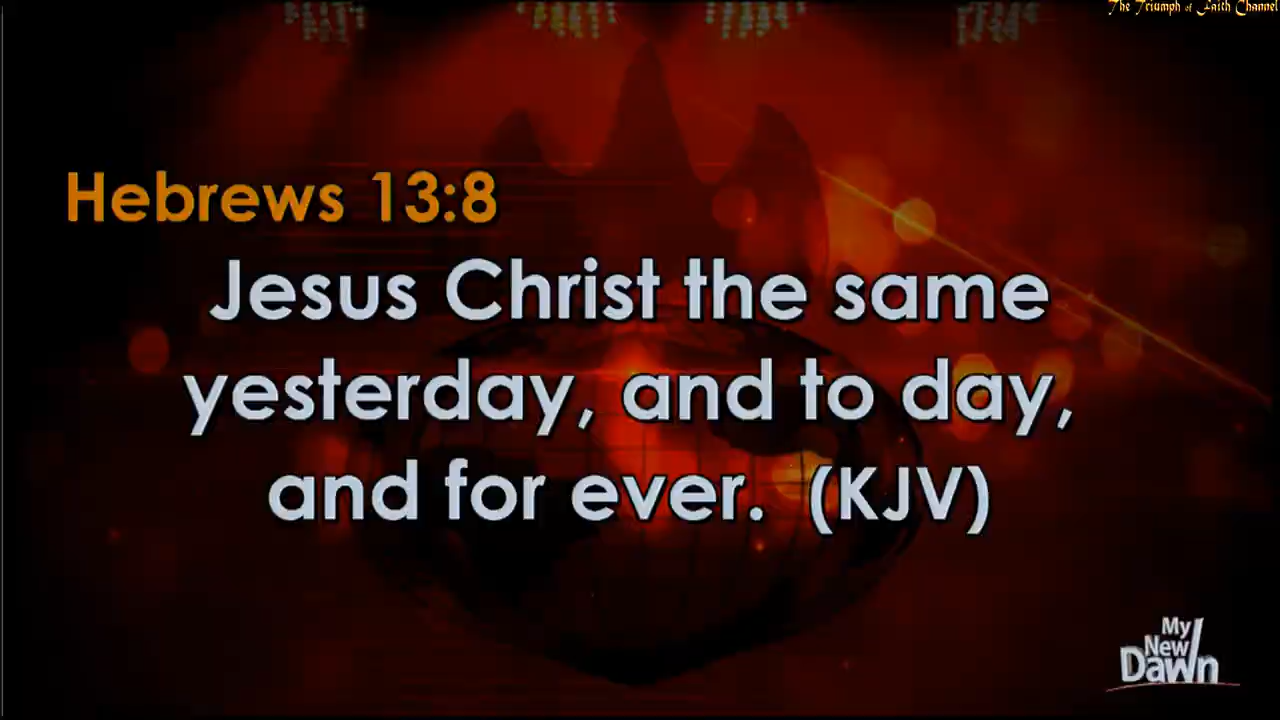 The Triumph of Faith Channel
Hebrews 13:8
Jesus Christ the same
yesterday, and to day,
and for ever. (KJV)
My
New
Dawn